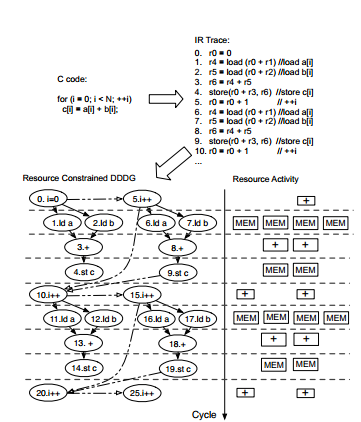 IR Trace:
0. r0 = 0
1. r4 = load (r0 + r1) //load a[i]
2. r5 = load (r0 + r2) //load b[i]
3. r6 = r4 + r5
4. store(r0 + r3, r6) //store c[i]
5. r0 = r0 + 1 // ++i
6. r4 = load (r0 + r1) //load a[i]
7. r5 = load (r0 + r2) //load b[i]
8. r6 = r4 + r5
9. store(r0 + r3, r6) //store c[i]
10. r0 = r0 + 1 // ++i
...
C code:
for (i = 0; i < N; ++i)
c[i] = a[i] + b[i];
Resource Constrained DDDG
Resource Activity
0. i=0 5.i++
+
1.ld a 2.ld b 6.ld a 7.ld b
MEM MEM MEM MEM
3.+ 8.+
+ +
4.st c 9.st c
MEM MEM
10.i++ 15.i++
+ +
11.ld a 12.ld b 16.ld a 17.ld b
MEM MEM MEM MEM
13. + 18.+
+ +
14.st c 19.st c
MEM MEM
20.i++ 25.i++
+ +
Cycle